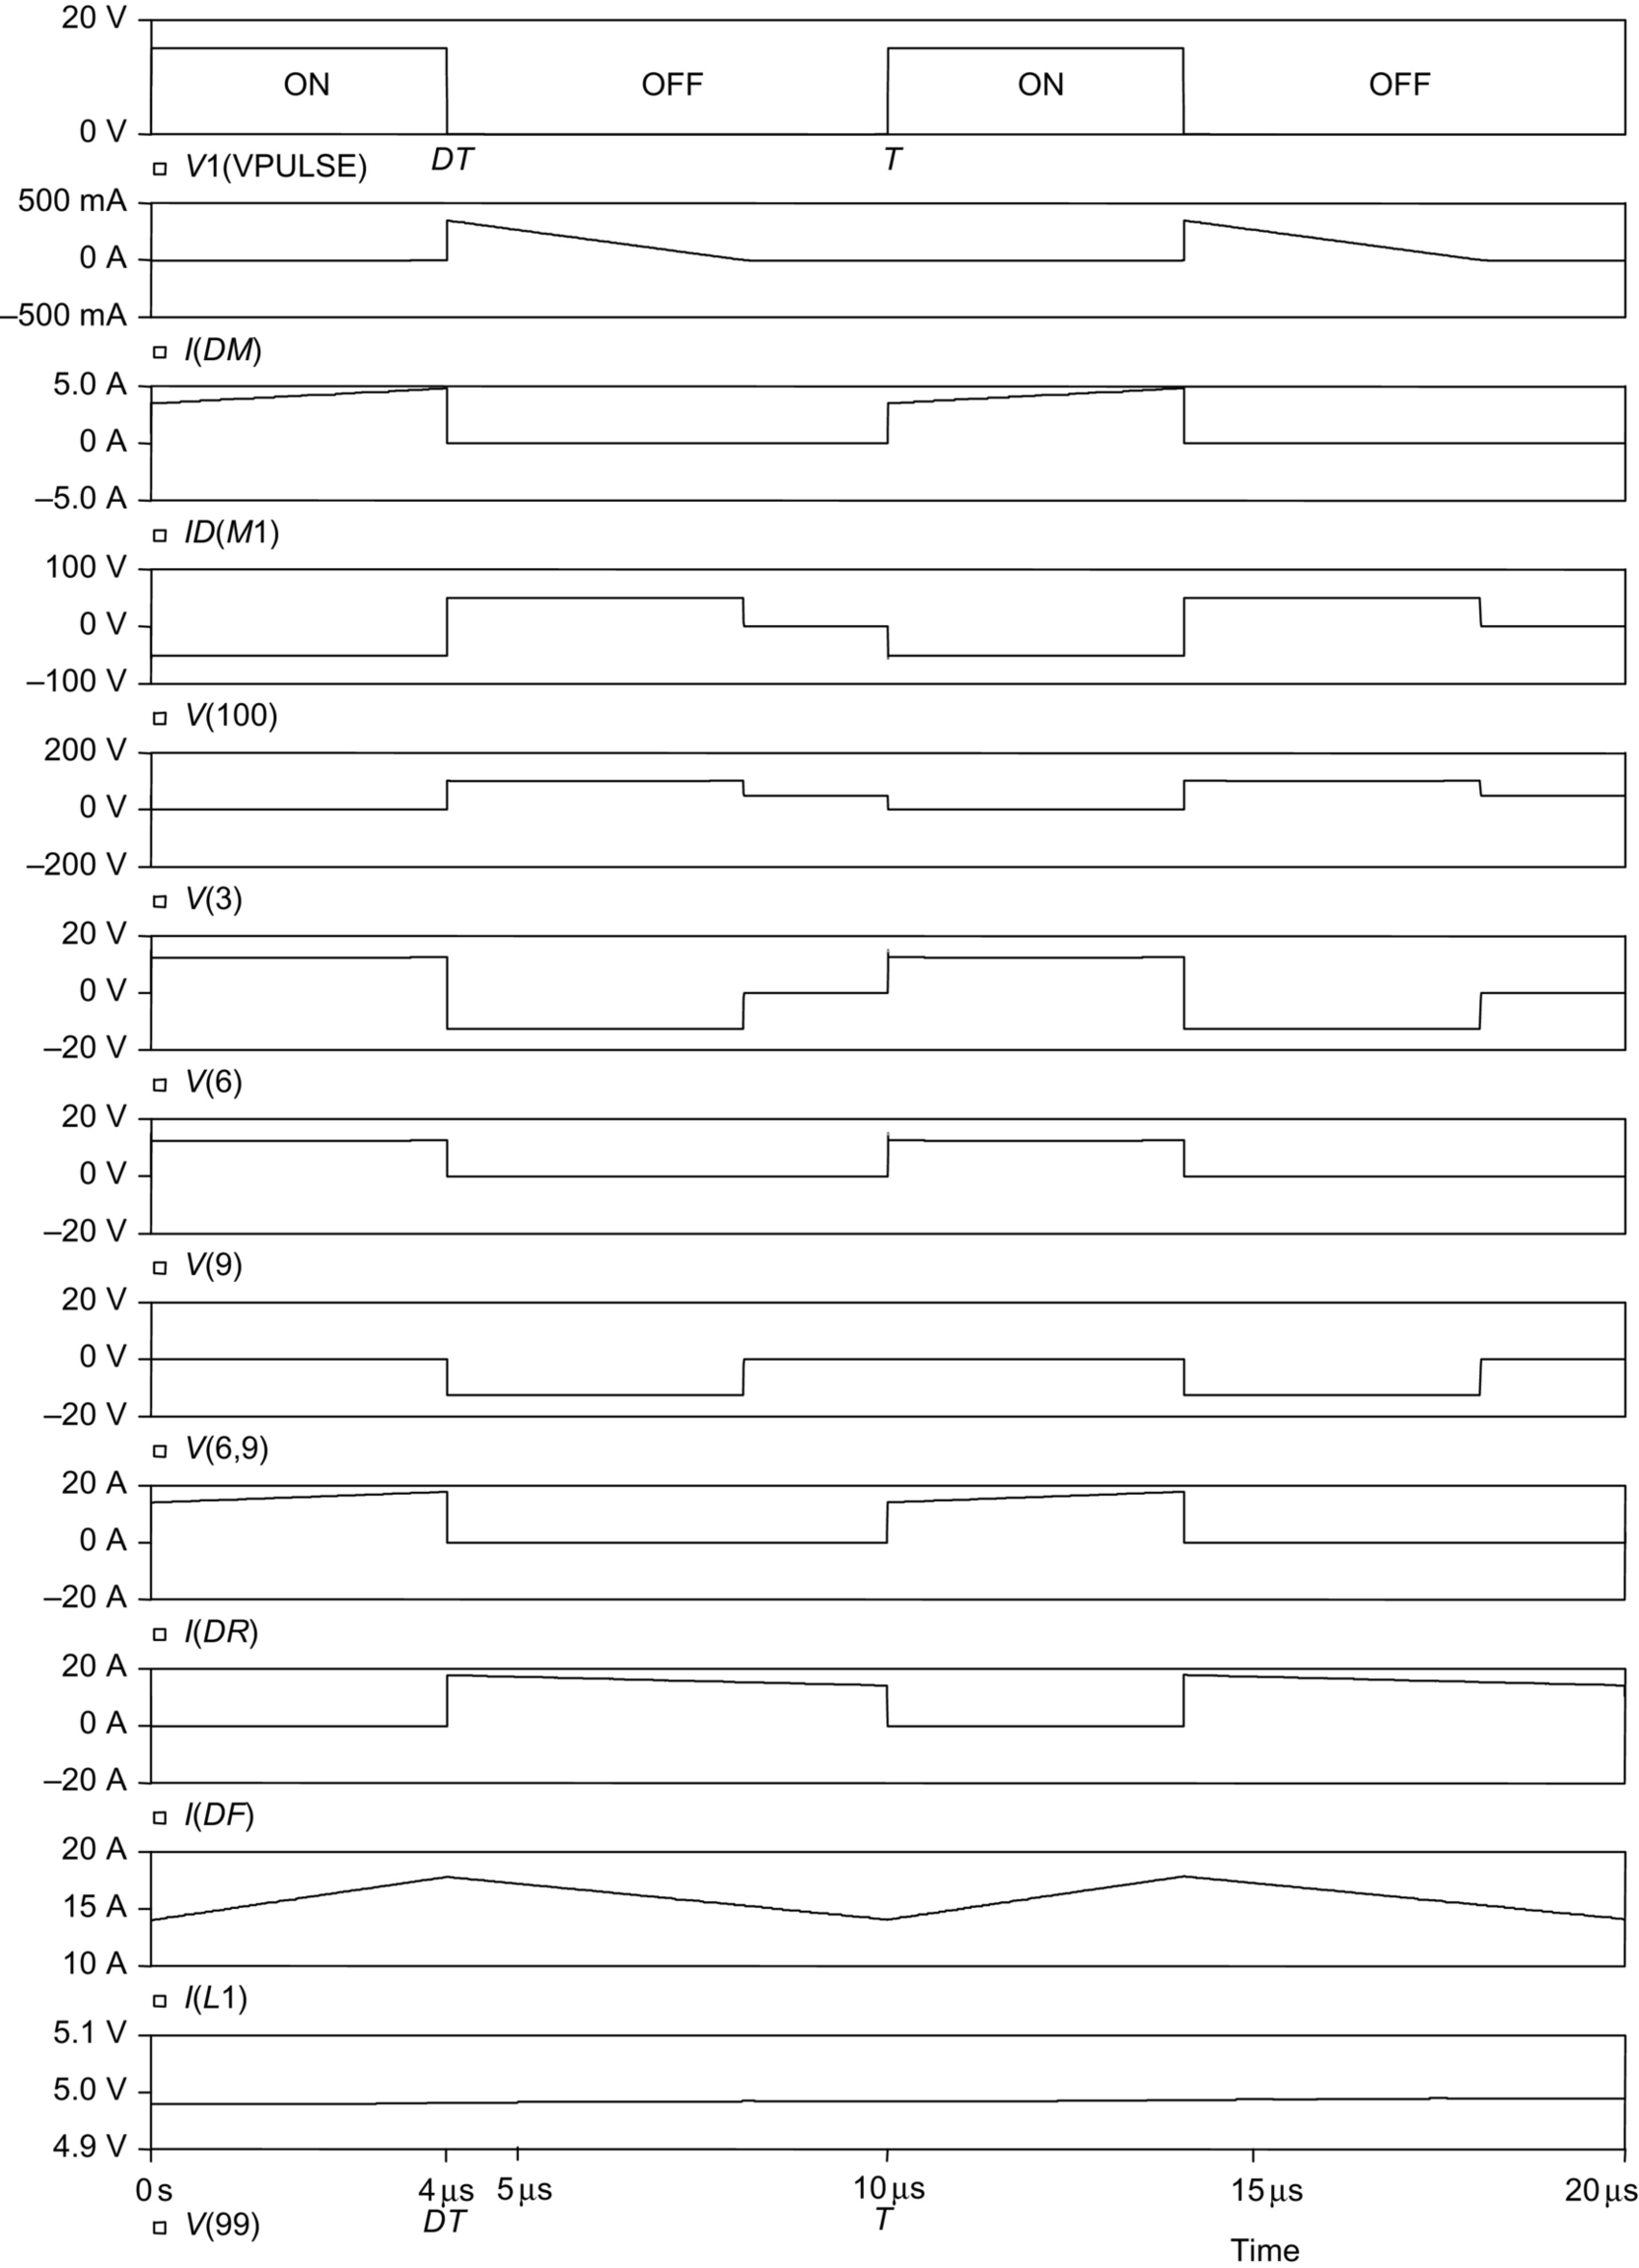 20 V
ON OFF ON OFF
0 V
DT T
V1(VPULSE)
500 mA
0 A
–500 mA
I(DM)
5.0 A
0 A
–5.0 A
ID(M1)
100 V
0 V
–100 V
V(100)
200 V
0 V
–200 V
V(3)
20 V
0 V
–20 V
V(6)
20 V
0 V
–20 V
V(9)
20 V
0 V
–20 V
V(6,9)
20 A
0 A
–20 A
I(DR)
20 A
0 A
–20 A
I(DF)
20 A
15 A
10 A
I(L1)
5.1 V
5.0 V
4.9 V
0 s 4 μs 5 μs 10 μs 15 μs 20 μs
V(99) DT T
Time